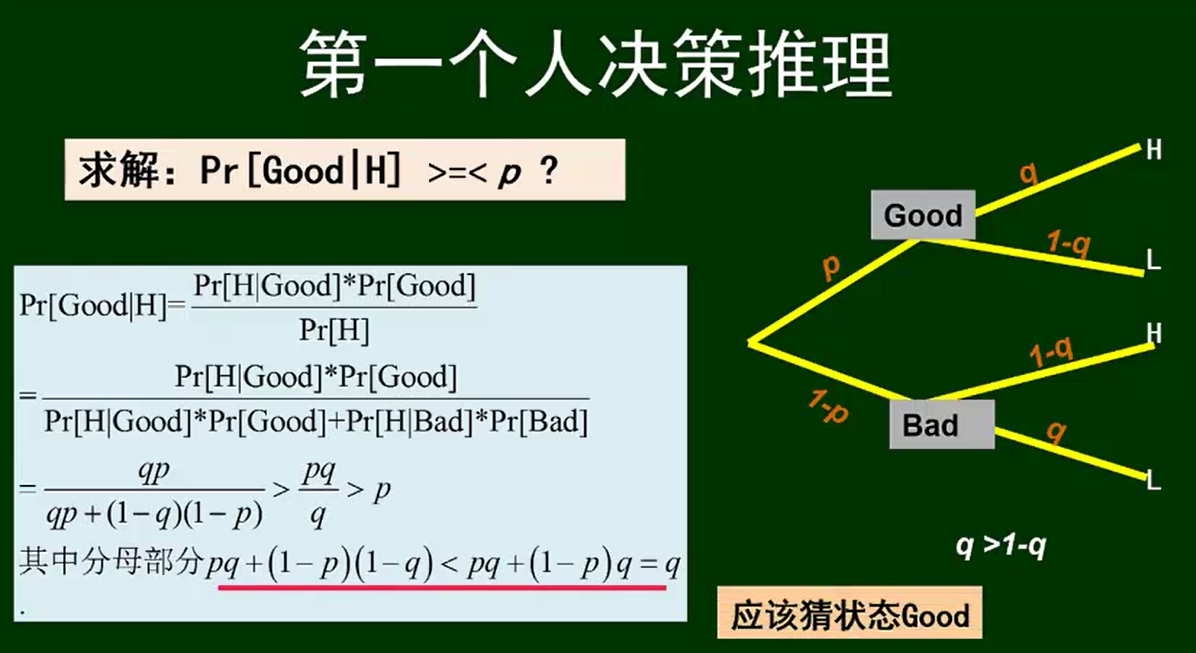 第一个人决策推理
求解：Pr[Good|H] >=< p ?
Pr[Good|H]= Pr[H|Good]*Pr[Good] / Pr[H]
= Pr[H|Good]*Pr[Good] / Pr[H|Good]*Pr[Good]+Pr[H|Bad]*Pr[Bad]
= qp / qp+(1−q)(1−p) > pq / q > p
其中分母部分pq+(1−p)(1−q)<pq+(1−p)q=q
.
H
q
Good
1-q
L
p
H
1-q
1-p
Bad
q
L
q >1-q
应该猜状态Good